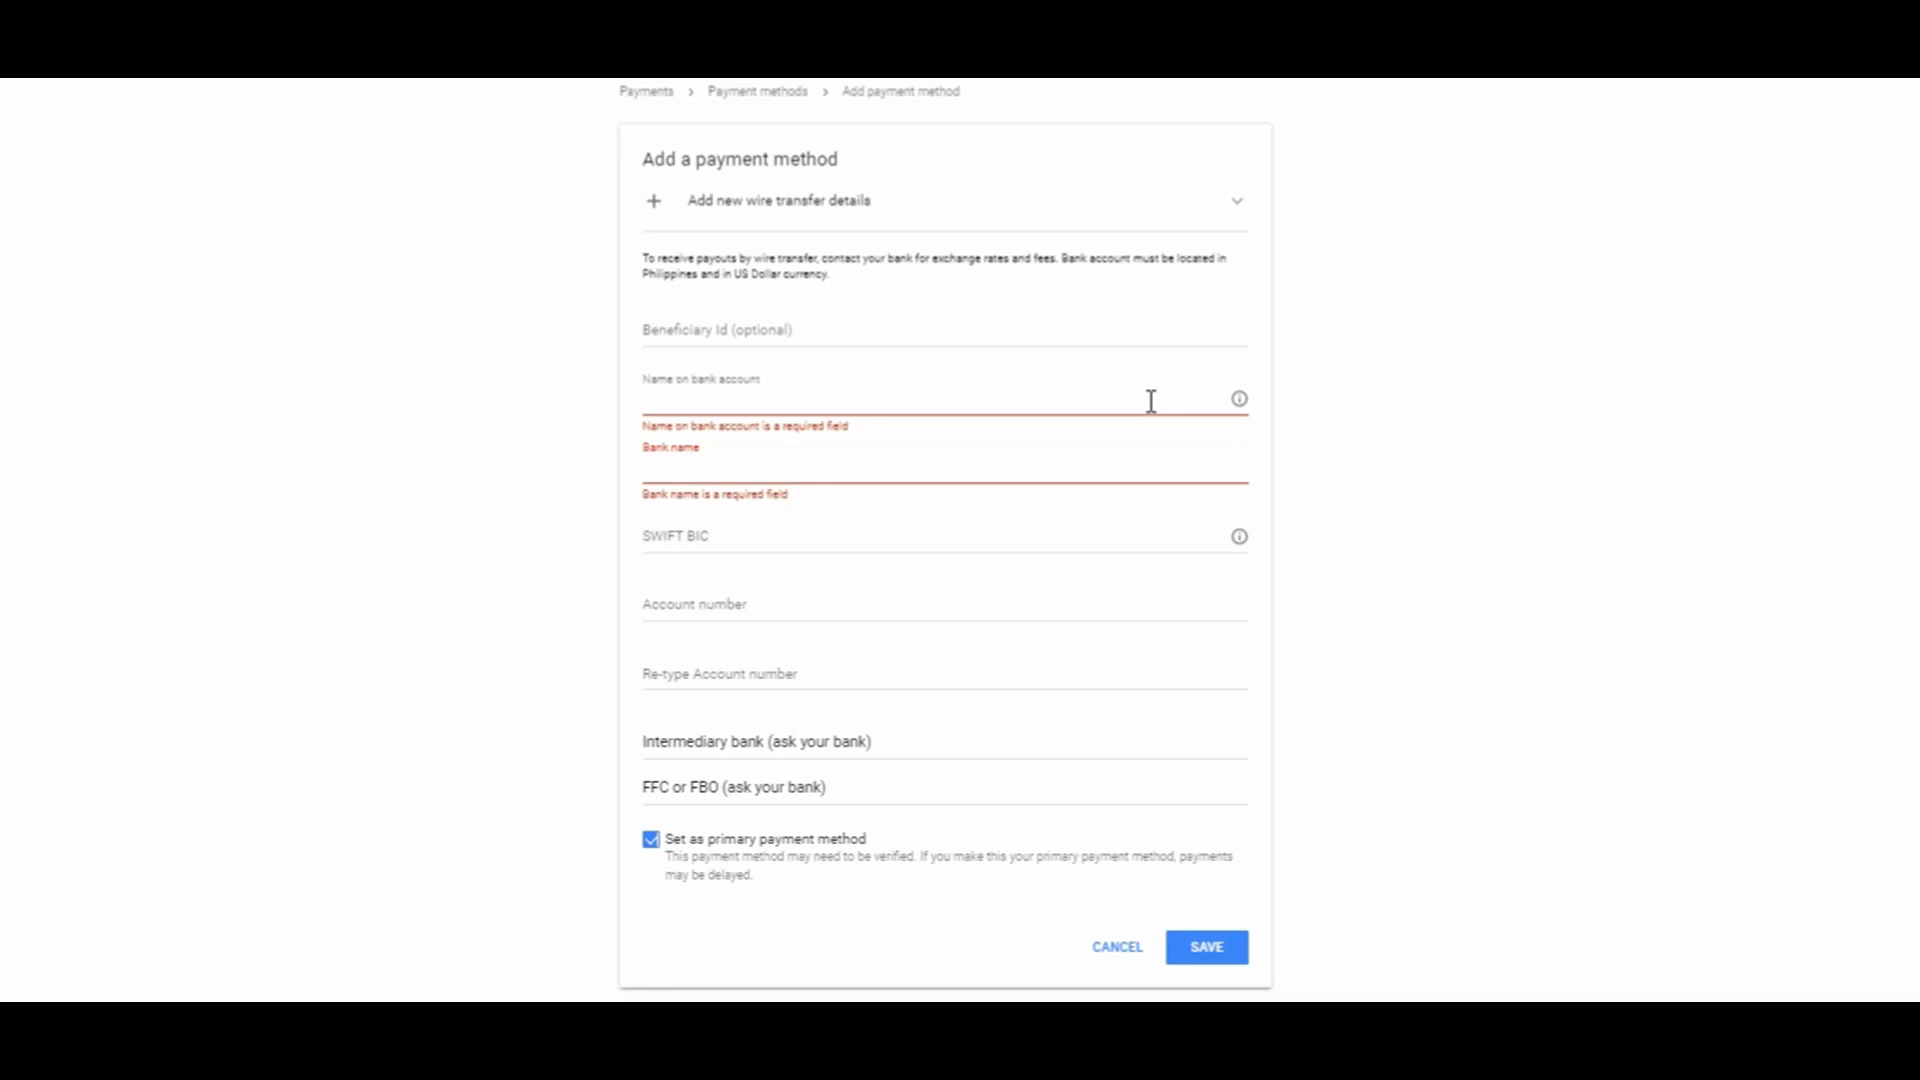 Payments > Payment methods > Add payment method
Add a payment method
+ Add new wire transfer details
To receive payouts by wire transfer, contact your bank for exchange rates and fees. Bank account must be located in
Philippines and in US Dollar currency.
Beneficiary Id (optional)
Name on bank account
Name on bank account is a required field
Bank name
Bank name is a required field
SWIFT BIC
Account number
Re-type Account number
Intermediary bank (ask your bank)
FFC or FBO (ask your bank)
Set as primary payment method
This payment method may need to be verified. If you make this your primary payment method, payments
may be delayed.
CANCEL SAVE